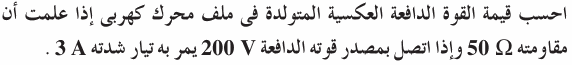 احسب قيمة القوة الدافعة العكسية المتولدة فى ملف محرك كهربى إذا علمت أن
مقاومته 50 Ω وإذا اتصل بمصدر قوته الدافعة 200 V يمر به تيار شدته 3 A .